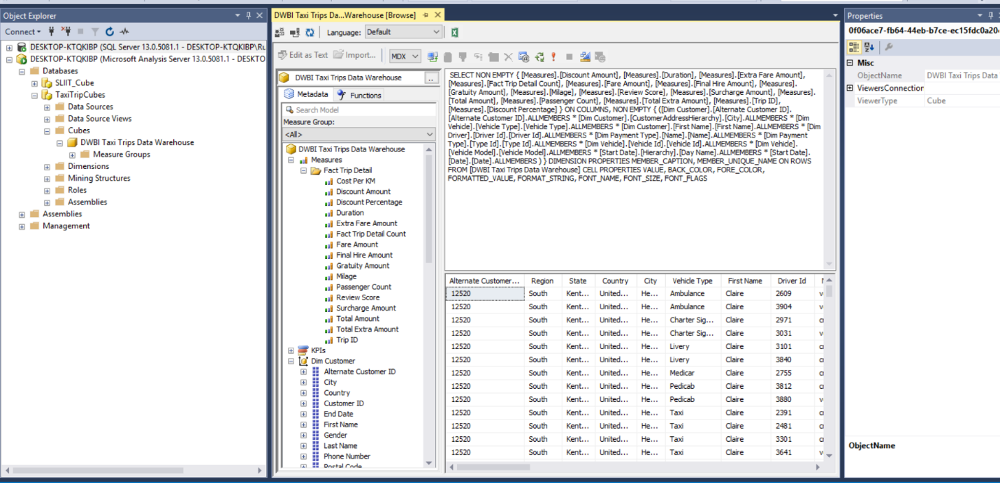 Object Explorer
Connect
DESKTOP-KTQKIBP (SQL Server 13.0.5081.1 - DESKTOP-KTQKIBP\Ru
DESKTOP-KTQKIBP (Microsoft Analysis Server 13.0.5081.1 - DESKTO
Databases
SLIIT_Cube
TaxiTripCubes
Data Sources
Data Source Views
Cubes
DWBI Taxi Trips Data Warehouse
Measure Groups
Dimensions
Mining Structures
Roles
Assemblies
Assemblies
Management
DWBI Taxi Trips Da...Warehouse [Browse]
Language: Default
Edit as Text Import... MDX
DWBI Taxi Trips Data Warehouse ..
Metadata Functions
Search Model
Measure Group:
<All>
DWBI Taxi Trips Data Warehouse
Measures
Fact Trip Detail
Cost Per KM
Discount Amount
Discount Percentage
Duration
Extra Fare Amount
Fact Trip Detail Count
Fare Amount
Final Hire Amount
Gratuity Amount
Milage
Passenger Count
Review Score
Surcharge Amount
Total Amount
Total Extra Amount
Trip ID
KPIs
Dim Customer
Alternate Customer ID
City
Country
Customer ID
End Date
First Name
Gender
Last Name
Phone Number
Postal Code
SELECT NON EMPTY { [Measures].[Discount Amount], [Measures].[Duration], [Measures].[Extra Fare Amount],
[Measures].[Fact Trip Detail Count], [Measures].[Fare Amount], [Measures].[Final Hire Amount], [Measures].
[Gratuity Amount], [Measures].[Milage], [Measures].[Review Score], [Measures].[Surcharge Amount], [Measures].
[Total Amount], [Measures].[Passenger Count], [Measures].[Total Extra Amount], [Measures].[Trip ID],
[Measures].[Discount Percentage] } ON COLUMNS, NON EMPTY { ([Dim Customer].[Alternate Customer ID].
[Alternate Customer ID].ALLMEMBERS * [Dim Customer].[CustomerAddressHierarchy].[City].ALLMEMBERS * [Dim
Vehicle].[Vehicle Type].[Vehicle Type].ALLMEMBERS * [Dim Customer].[First Name].[First Name].ALLMEMBERS * [Dim
Driver].[Driver Id].[Driver Id].ALLMEMBERS * [Dim Payment Type].[Name].[Name].ALLMEMBERS * [Dim Payment
Type].[Type Id].[Type Id].ALLMEMBERS * [Dim Vehicle].[Vehicle Id].[Vehicle Id].ALLMEMBERS * [Dim Vehicle].
[Vehicle Model].[Vehicle Model].ALLMEMBERS * [Start Date].[Hierarchy].[Day Name].ALLMEMBERS * [Start Date].
[Date].[Date].ALLMEMBERS ) } DIMENSION PROPERTIES MEMBER_CAPTION, MEMBER_UNIQUE_NAME ON ROWS
FROM [DWBI Taxi Trips Data Warehouse] CELL PROPERTIES VALUE, BACK_COLOR, FORE_COLOR,
FORMATTED_VALUE, FORMAT_STRING, FONT_NAME, FONT_SIZE, FONT_FLAGS
Alternate Customer... Region State Country City Vehicle Type First Name Driver Id
12520 South Kent... United... He... Ambulance Claire 2609
12520 South Kent... United... He... Ambulance Claire 3904
12520 South Kent... United... He... Charter Sig... Claire 2971
12520 South Kent... United... He... Charter Sig... Claire 3031
12520 South Kent... United... He... Livery Claire 3101
12520 South Kent... United... He... Livery Claire 3840
12520 South Kent... United... He... Medicar Claire 2755
12520 South Kent... United... He... Pedicab Claire 3812
12520 South Kent... United... He... Pedicab Claire 3880
12520 South Kent... United... He... Taxi Claire 2391
12520 South Kent... United... He... Taxi Claire 2481
12520 South Kent... United... He... Taxi Claire 3301
12520 South Kent... United... He... Taxi Claire 3641
Properties
0f06ace7-fb64-44eb-b7ce-ec15fdc0a20
Misc
ObjectName DWBI Taxi Trips Data
ViewersConnection
ViewerType Cube
ObjectName